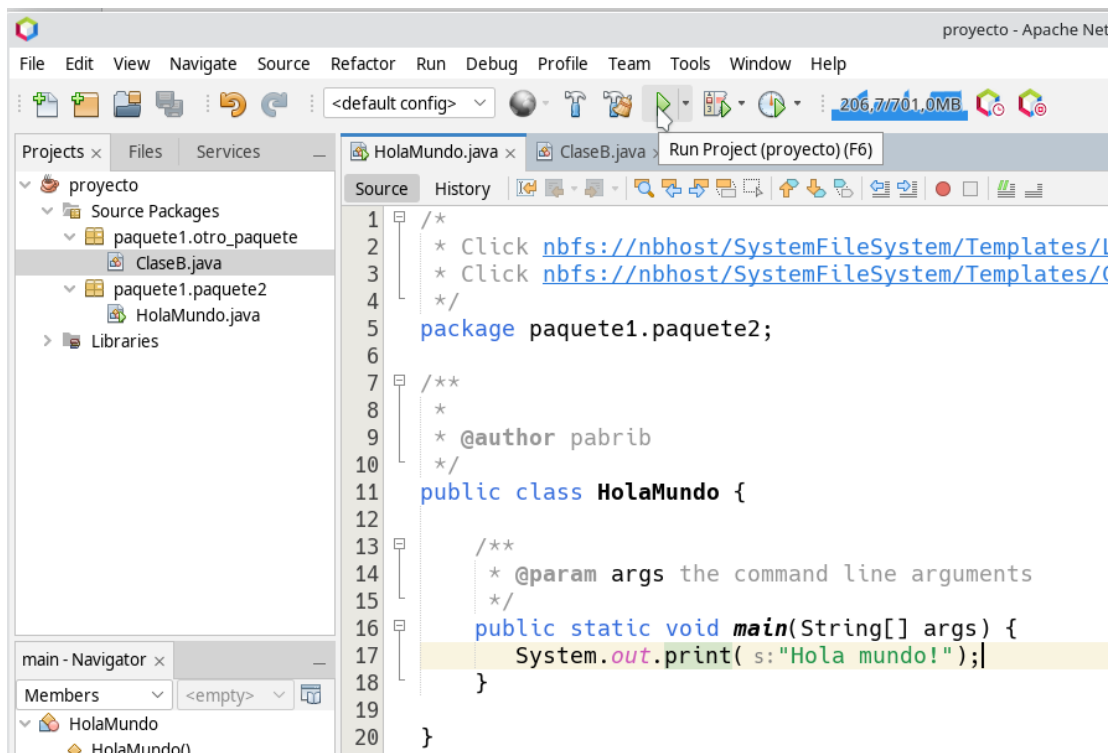 proyecto - Apache Net
File Edit View Navigate Source Refactor Run Debug Profile Team Tools Window Help
<default config> 206,7/701,0MB
Run Project (proyecto) (F6)
Projects Files Services
HolaMundo.java ClaseB.java
proyecto
Source Packages
paquete1.otro_paquete
ClaseB.java
paquete1.paquete2
HolaMundo.java
Libraries
Source History
1 /*
2 * Click nbfs://nbhost/SystemFileSystem/Templates/L
3 * Click nbfs://nbhost/SystemFileSystem/Templates/C
4 */
5 package paquete1.paquete2;
6
7 /**
8 *
9 * @author pabrib
10 */
11 public class HolaMundo {
12
13 /**
14 * @param args the command line arguments
15 */
16 public static void main(String[] args) {
17 System.out.print( s:"Hola mundo!");
18 }
19
20 }
main - Navigator
Members <empty>
HolaMundo
HolaMundo()